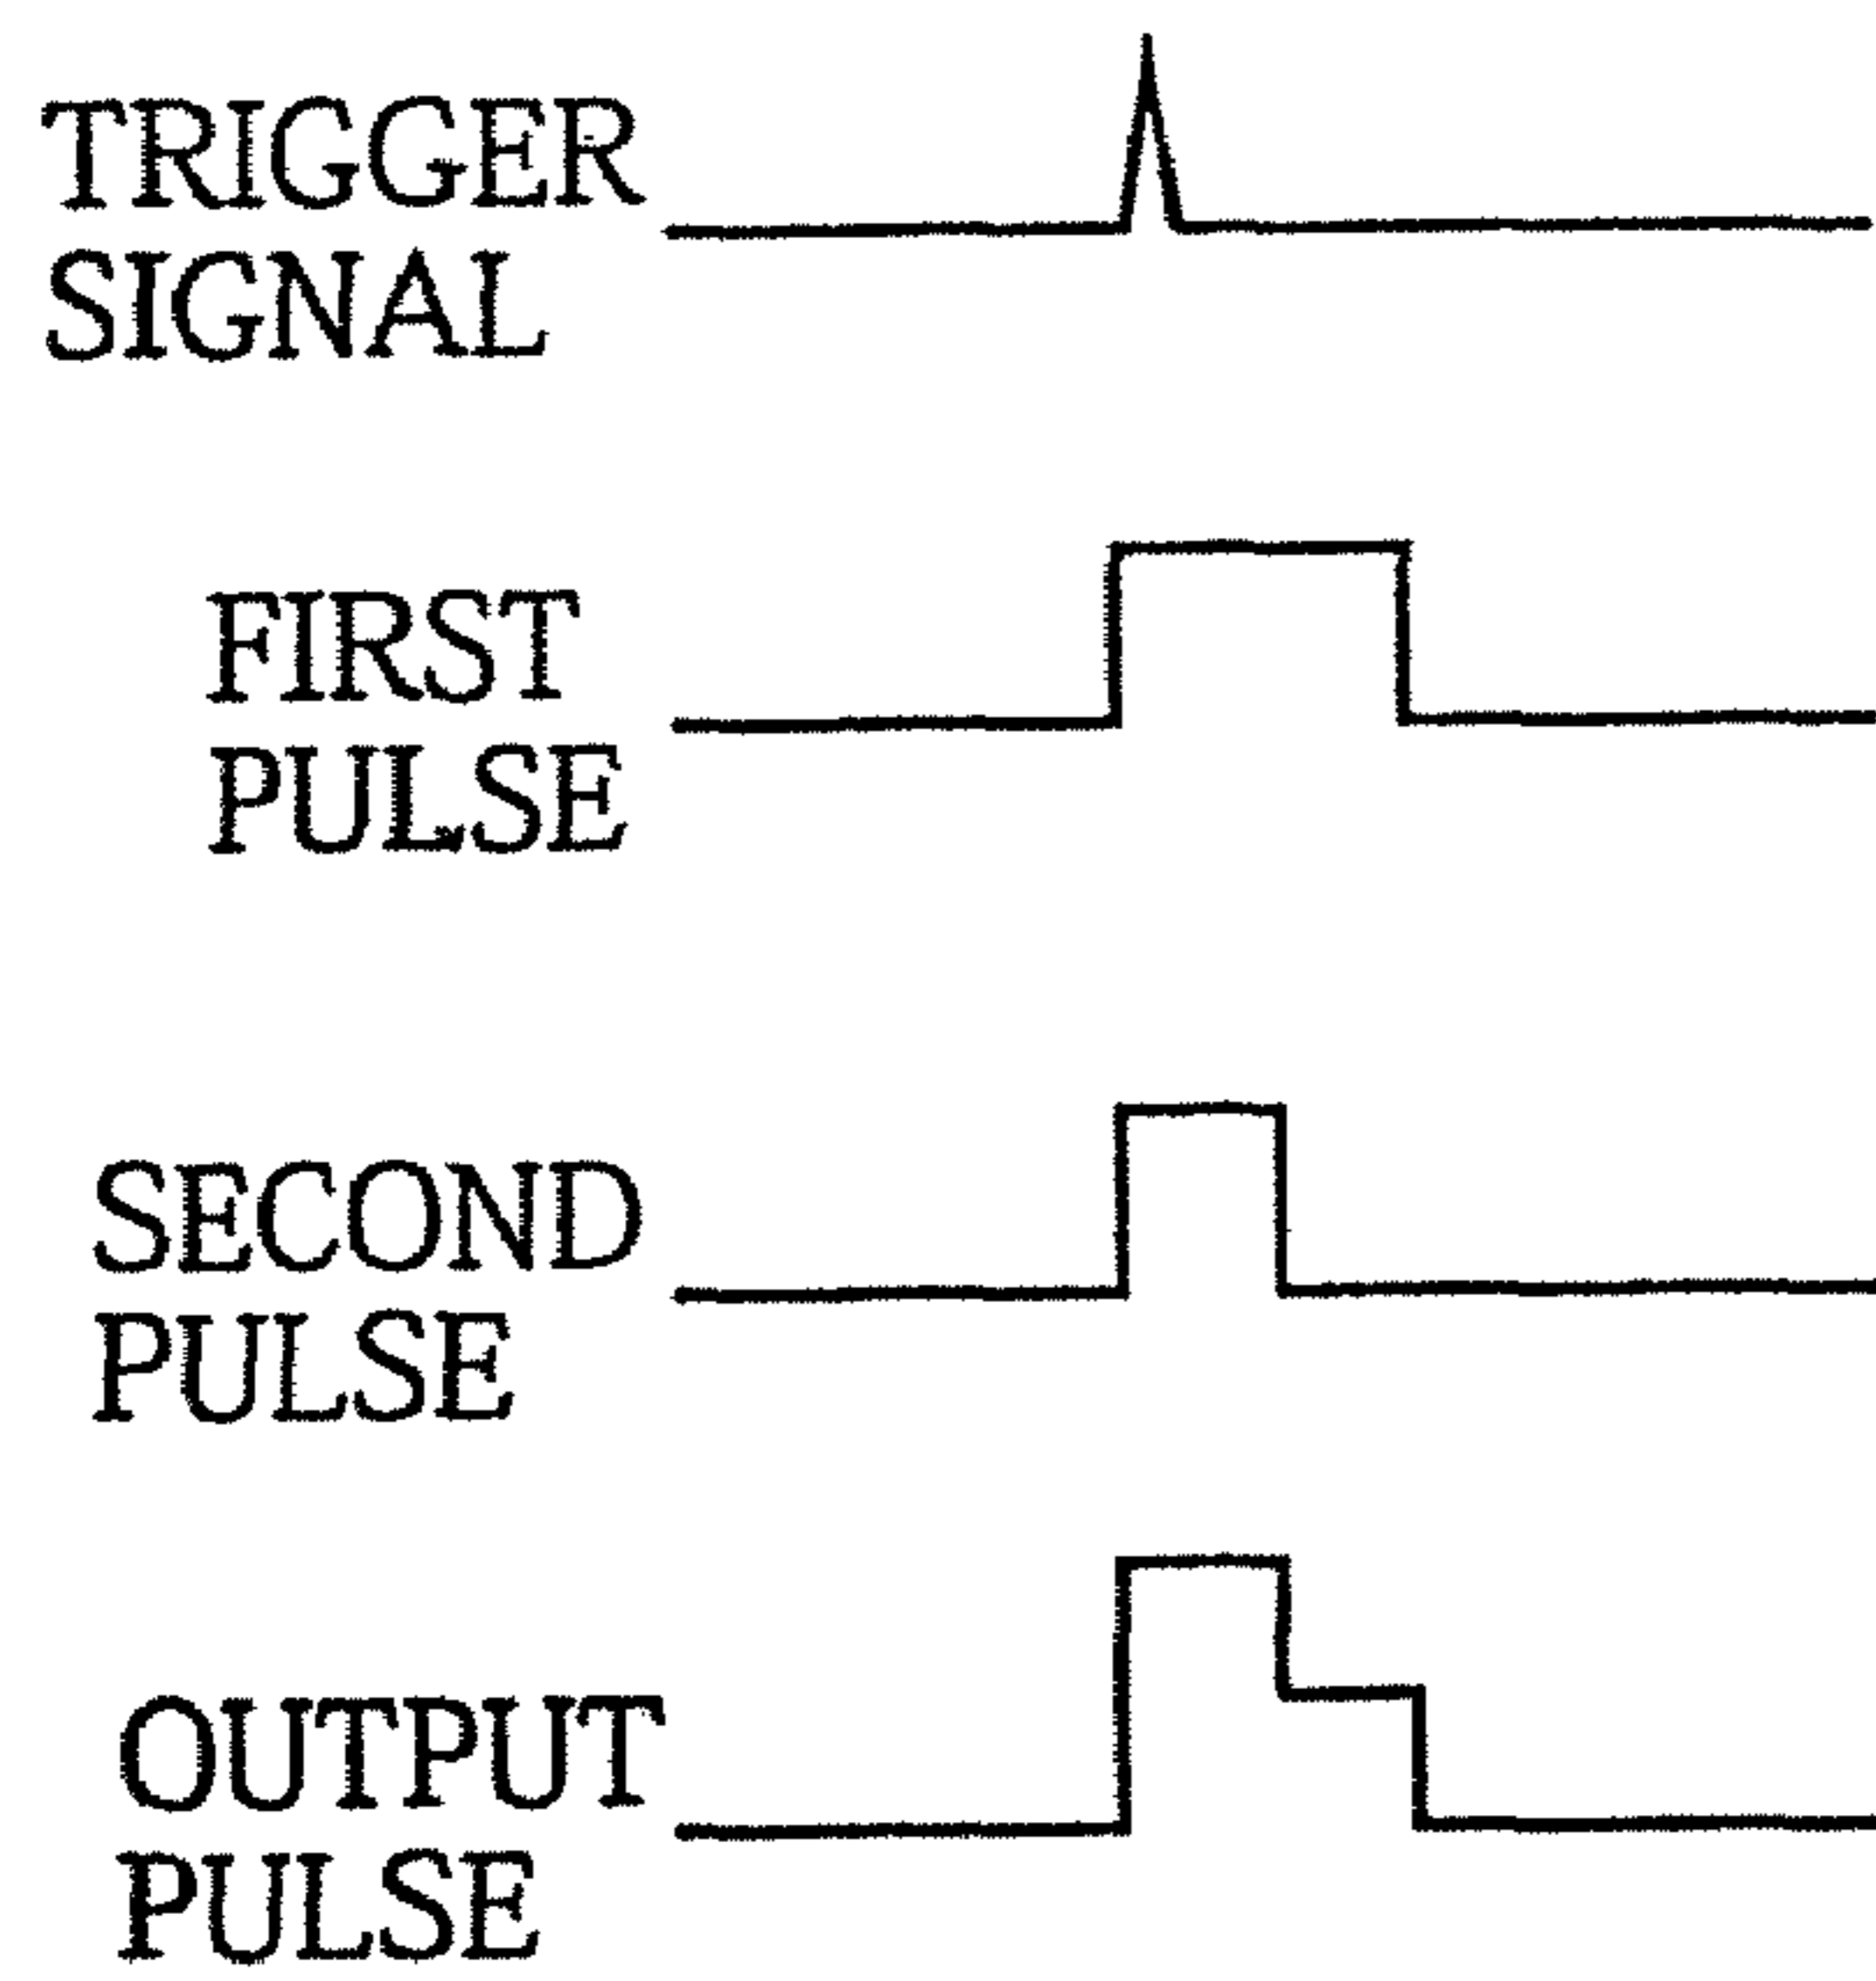 TRIGGER
SIGNAL
FIRST
PULSE
SECOND
PULSE
OUTPUT
PULSE